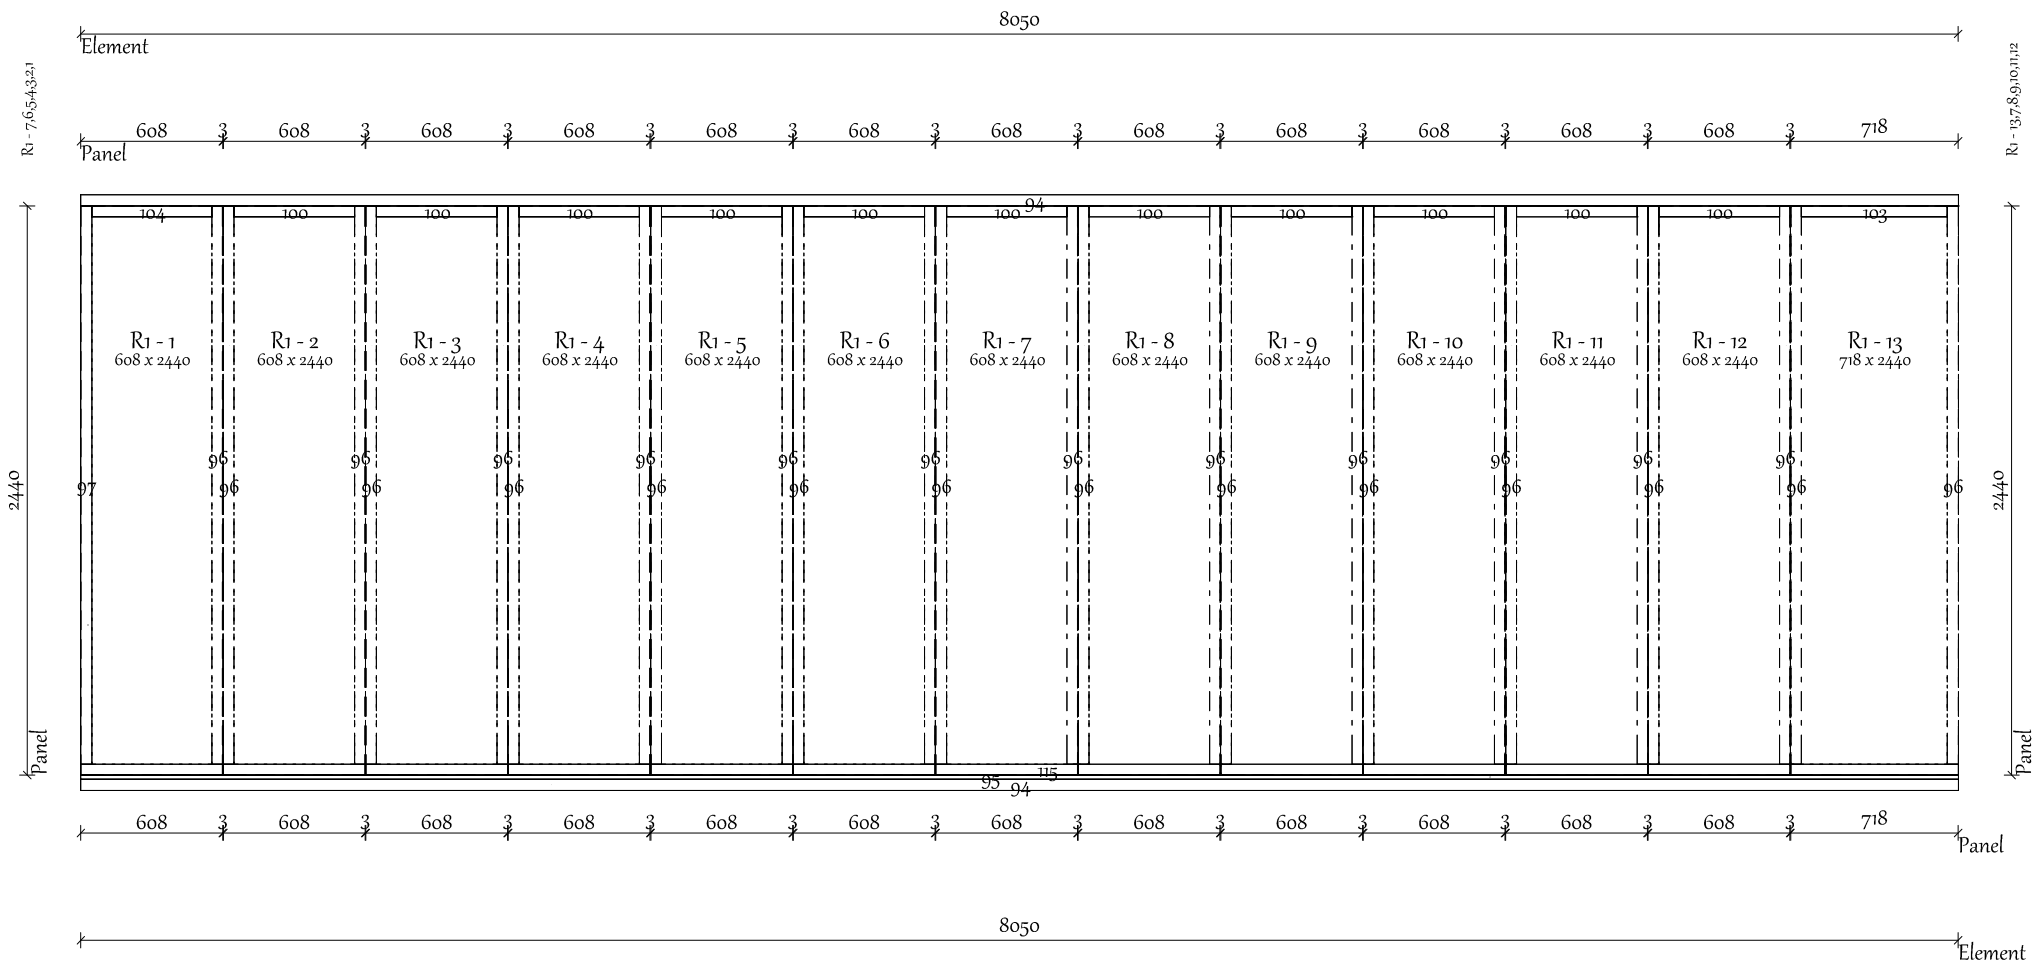 8050
Element
R1 - 7,6,5,4,3,2,1
R1 - 13,7,8,9,10,11,12
608 3 608 3 608 3 608 3 608 3 608 3 608 3 608 3 608 3 608 3 608 3 608 3 718
Panel
94
104 100 100 100 100 100 100 100 100 100 100 100 103
R1 - 1 R1 - 2 R1 - 3 R1 - 4 R1 - 5 R1 - 6 R1 - 7 R1 - 8 R1 - 9 R1 - 10 R1 - 11 R1 - 12 R1 - 13
608 x 2440 608 x 2440 608 x 2440 608 x 2440 608 x 2440 608 x 2440 608 x 2440 608 x 2440 608 x 2440 608 x 2440 608 x 2440 608 x 2440 718 x 2440
96 96 96 96 96 96 96 96 96 96 96 96
97 96 96 96 96 96 96 96 96 96 96 96 96 96
2440
2440
Panel
Panel
115
95
94
608 3 608 3 608 3 608 3 608 3 608 3 608 3 608 3 608 3 608 3 608 3 608 3 718
Panel
8050
Element